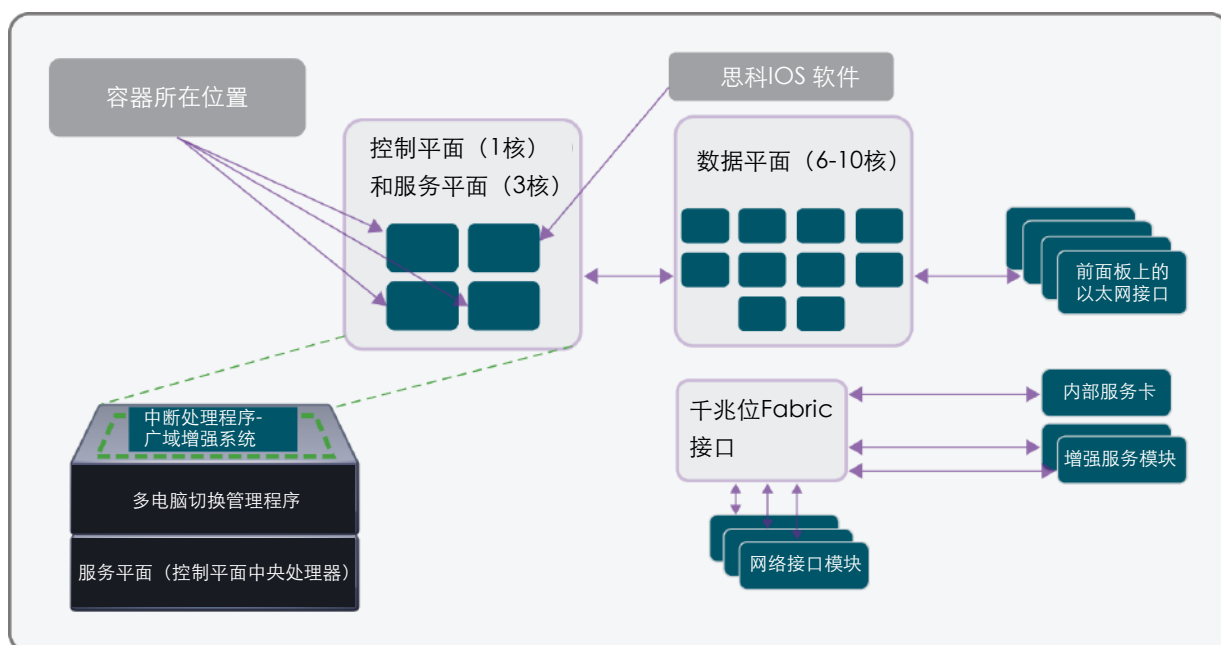 容器所在位置
思科IOS 软件
控制平面（1核）
和服务平面（3核）
数据平面（6-10核）
前面板上的
以太网接口
千兆位Fabric
接口
内部服务卡
增强服务模块
网络接口模块
中断处理程序-
广域增强系统
多电脑切换管理程序
服务平面（控制平面中央处理器）